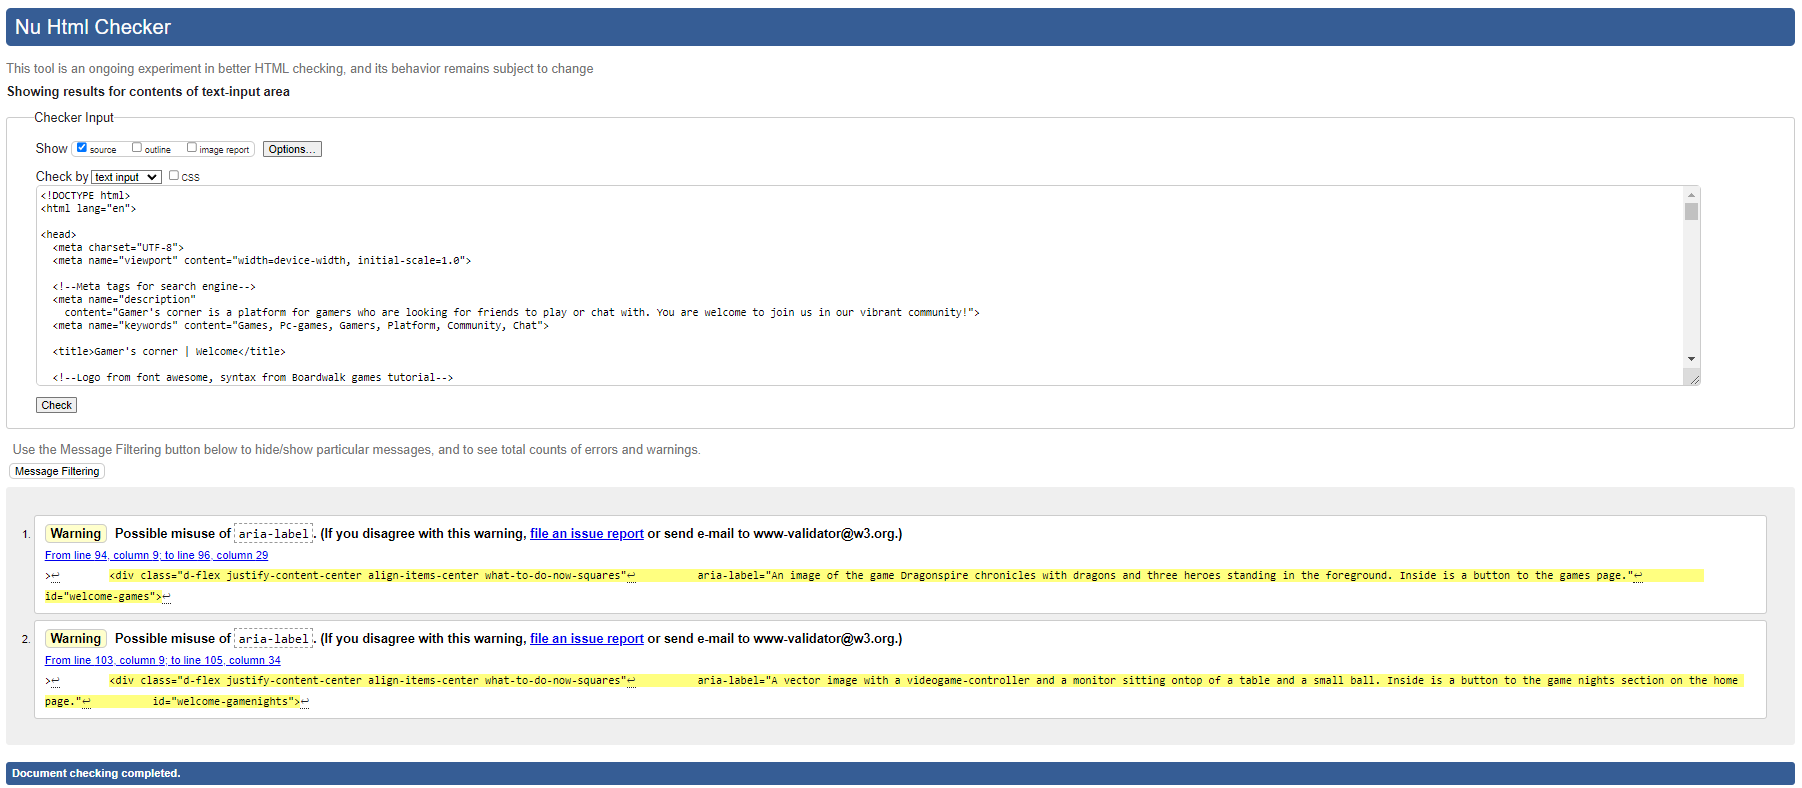 Nu Html Checker
This tool is an ongoing experiment in better HTML checking, and its behavior remains subject to change
Showing results for contents of text-input area
Checker Input
Show source outline image report Options...
Check by text input CSS
<!DOCTYPE html>
<html lang="en">
<head>
<meta charset="UTF-8">
<meta name="viewport" content="width=device-width, initial-scale=1.0">
<!--Meta tags for search engine-->
<meta name="description"
content="Gamer's corner is a platform for gamers who are looking for friends to play or chat with. You are welcome to join us in our vibrant community!">
<meta name="keywords" content="Games, Pc-games, Gamers, Platform, Community, Chat">
<title>Gamer's corner | Welcome</title>
<!--Logo from font awesome, syntax from Boardwalk games tutorial-->
Check
Use the Message Filtering button below to hide/show particular messages, and to see total counts of errors and warnings.
Message Filtering
1. Warning Possible misuse of aria-label. (If you disagree with this warning, file an issue report or send e-mail to www-validator@w3.org.)
From line 94, column 9; to line 96, column 29
>↩ <div class="d-flex justify-content-center align-items-center what-to-do-now-squares"↩ aria-label="An image of the game Dragonspire chronicles with dragons and three heroes standing in the foreground. Inside is a button to the games page."↩
id="welcome-games">↩
2. Warning Possible misuse of aria-label. (If you disagree with this warning, file an issue report or send e-mail to www-validator@w3.org.)
From line 103, column 9; to line 105, column 34
>↩ <div class="d-flex justify-content-center align-items-center what-to-do-now-squares"↩ aria-label="A vector image with a videogame-controller and a monitor sitting ontop of a table and a small ball. Inside is a button to the game nights section on the home
page."↩ id="welcome-gamenights">↩
Document checking completed.